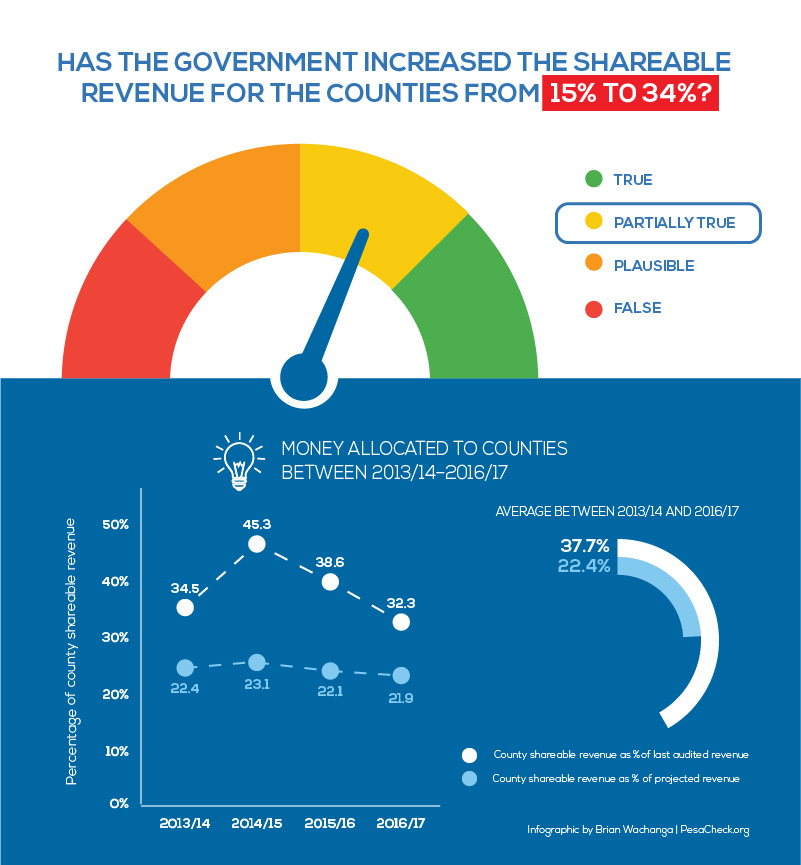 HAS THE GOVERNMENT INCREASED THE SHAREABLE
REVENUE FOR THE COUNTIES FROM 15% TO 34%?
TRUE
PARTIALLY TRUE
PLAUSIBLE
FALSE
MONEY ALLOCATED TO COUNTIES
BETWEEN 2013/14-2016/17
Percentage of county shareable revenue
50%
40%
30%
20%
10%
0%
34.5
45.3
38.6
32.3
22.4
23.1
22.1
21.9
2013/14 2014/15 2015/16 2016/17
AVERAGE BETWEEN 2013/14 AND 2016/17
37.7%
22.4%
County shareable revenue as % of last audited revenue
County shareable revenue as % of projected revenue
Infographic by Brian Wachanga | PesaCheck.org